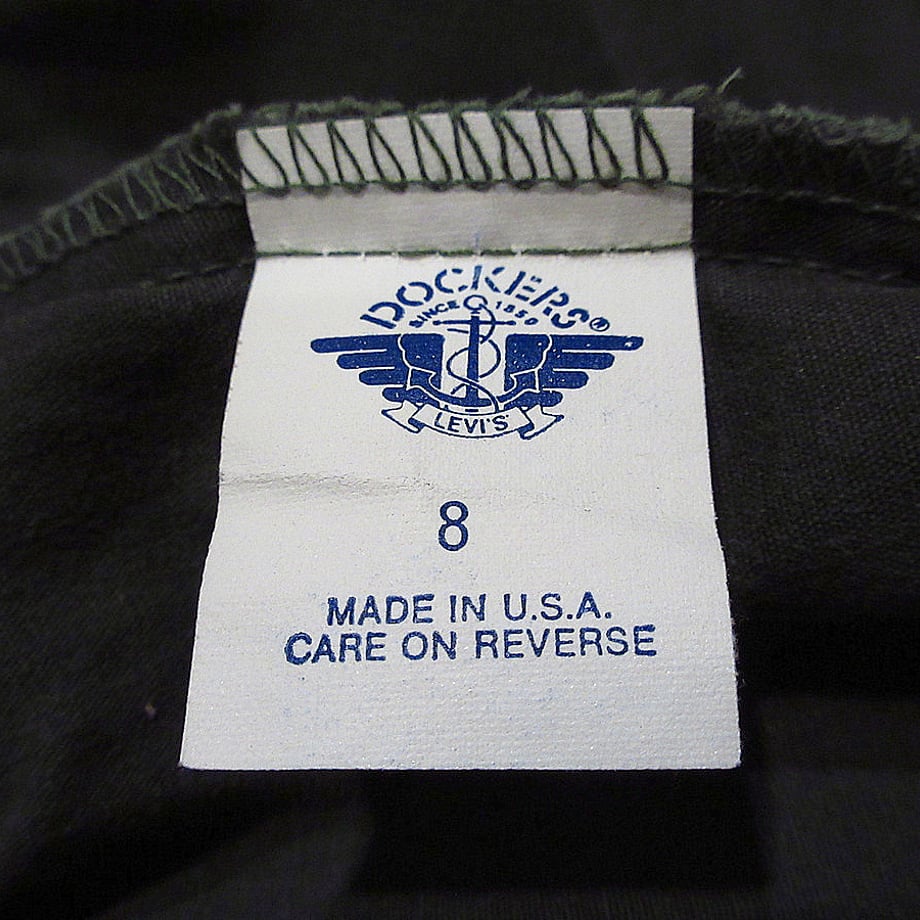 DOCKERS®
SINCE 1850
LEVI'S
8
MADE IN U.S.A.
CARE ON REVERSE